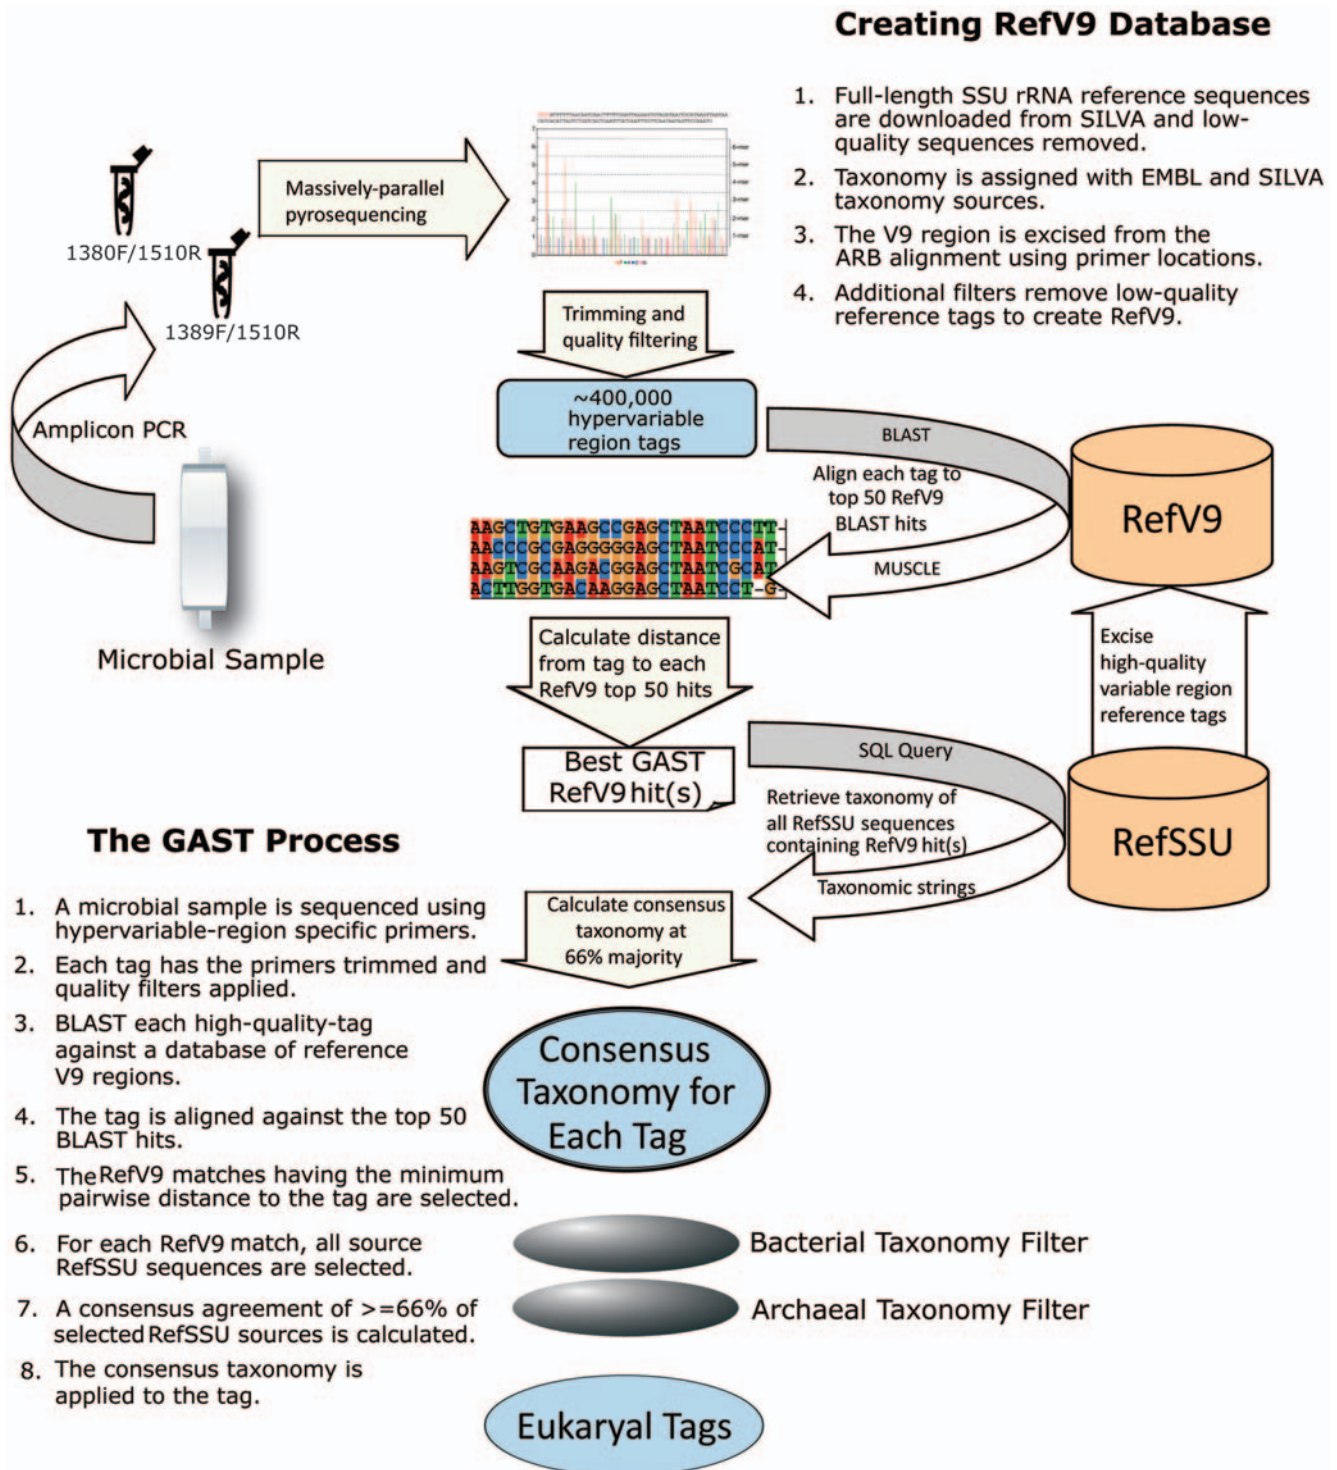 Creating RefV9 Database
1. Full-length SSU rRNA reference sequences
are downloaded from SILVA and low-
quality sequences removed.
2. Taxonomy is assigned with EMBL and SILVA
taxonomy sources.
3. The V9 region is excised from the
ARB alignment using primer locations.
4. Additional filters remove low-quality
reference tags to create RefV9.
1380F/1510R
1389F/1510R
Massively-parallel
pyrosequencing
Amplicon PCR
Microbial Sample
Trimming and
quality filtering
~400,000
hypervariable
region tags
BLAST
Align each tag to
top 50 RefV9
BLAST hits
MUSCLE
RefV9
AAGCTGTGAAGCCGAGCTAATCCCTT-
AACCCGCGAGGGGGAGCTAATCCCAT-
AAGTCGCAAGACGGAGCTAATCGCAT
ACTTGGTGACAAGGAGCTAATCCT-G-
Calculate distance
from tag to each
RefV9 top 50 hits
Excise
high-quality
variable region
reference tags
Best GAST
RefV9 hit(s)
SQL Query
Retrieve taxonomy of
all RefSSU sequences
containing RefV9 hit(s)
Taxonomic strings
RefSSU
Calculate consensus
taxonomy at
66% majority
Consensus
Taxonomy for
Each Tag
Bacterial Taxonomy Filter
Archaeal Taxonomy Filter
Eukaryal Tags
The GAST Process
1. A microbial sample is sequenced using
hypervariable-region specific primers.
2. Each tag has the primers trimmed and
quality filters applied.
3. BLAST each high-quality-tag
against a database of reference
V9 regions.
4. The tag is aligned against the top 50
BLAST hits.
5. The RefV9 matches having the minimum
pairwise distance to the tag are selected.
6. For each RefV9 match, all source
RefSSU sequences are selected.
7. A consensus agreement of >=66% of
selected RefSSU sources is calculated.
8. The consensus taxonomy is
applied to the tag.